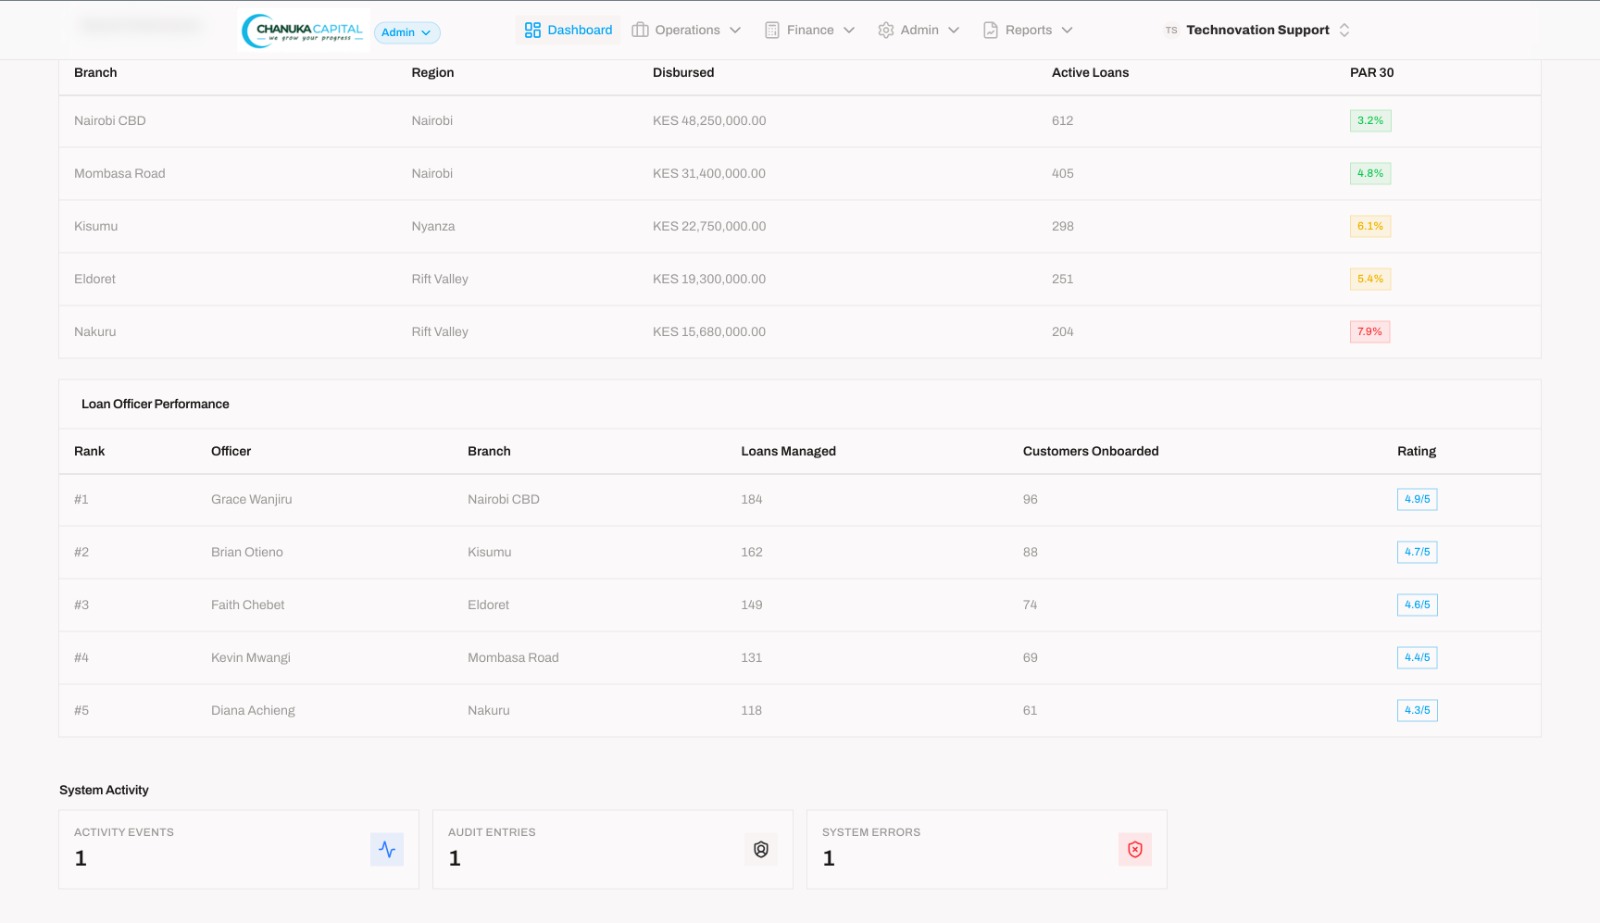 CHANUKA CAPITAL
we grow your progress
Admin
Dashboard
Operations
Finance
Admin
Reports
TS
Technovation Support
Branch Region Disbursed Active Loans PAR 30
Nairobi CBD Nairobi KES 48,250,000.00 612 3.2%
Mombasa Road Nairobi KES 31,400,000.00 405 4.8%
Kisumu Nyanza KES 22,750,000.00 298 6.1%
Eldoret Rift Valley KES 19,300,000.00 251 5.4%
Nakuru Rift Valley KES 15,680,000.00 204 7.9%
Loan Officer Performance
Rank Officer Branch Loans Managed Customers Onboarded Rating
#1 Grace Wanjiru Nairobi CBD 184 96 4.9/5
#2 Brian Otieno Kisumu 162 88 4.7/5
#3 Faith Chebet Eldoret 149 74 4.6/5
#4 Kevin Mwangi Mombasa Road 131 69 4.4/5
#5 Diana Achieng Nakuru 118 61 4.3/5
System Activity
ACTIVITY EVENTS
1
AUDIT ENTRIES
1
SYSTEM ERRORS
1